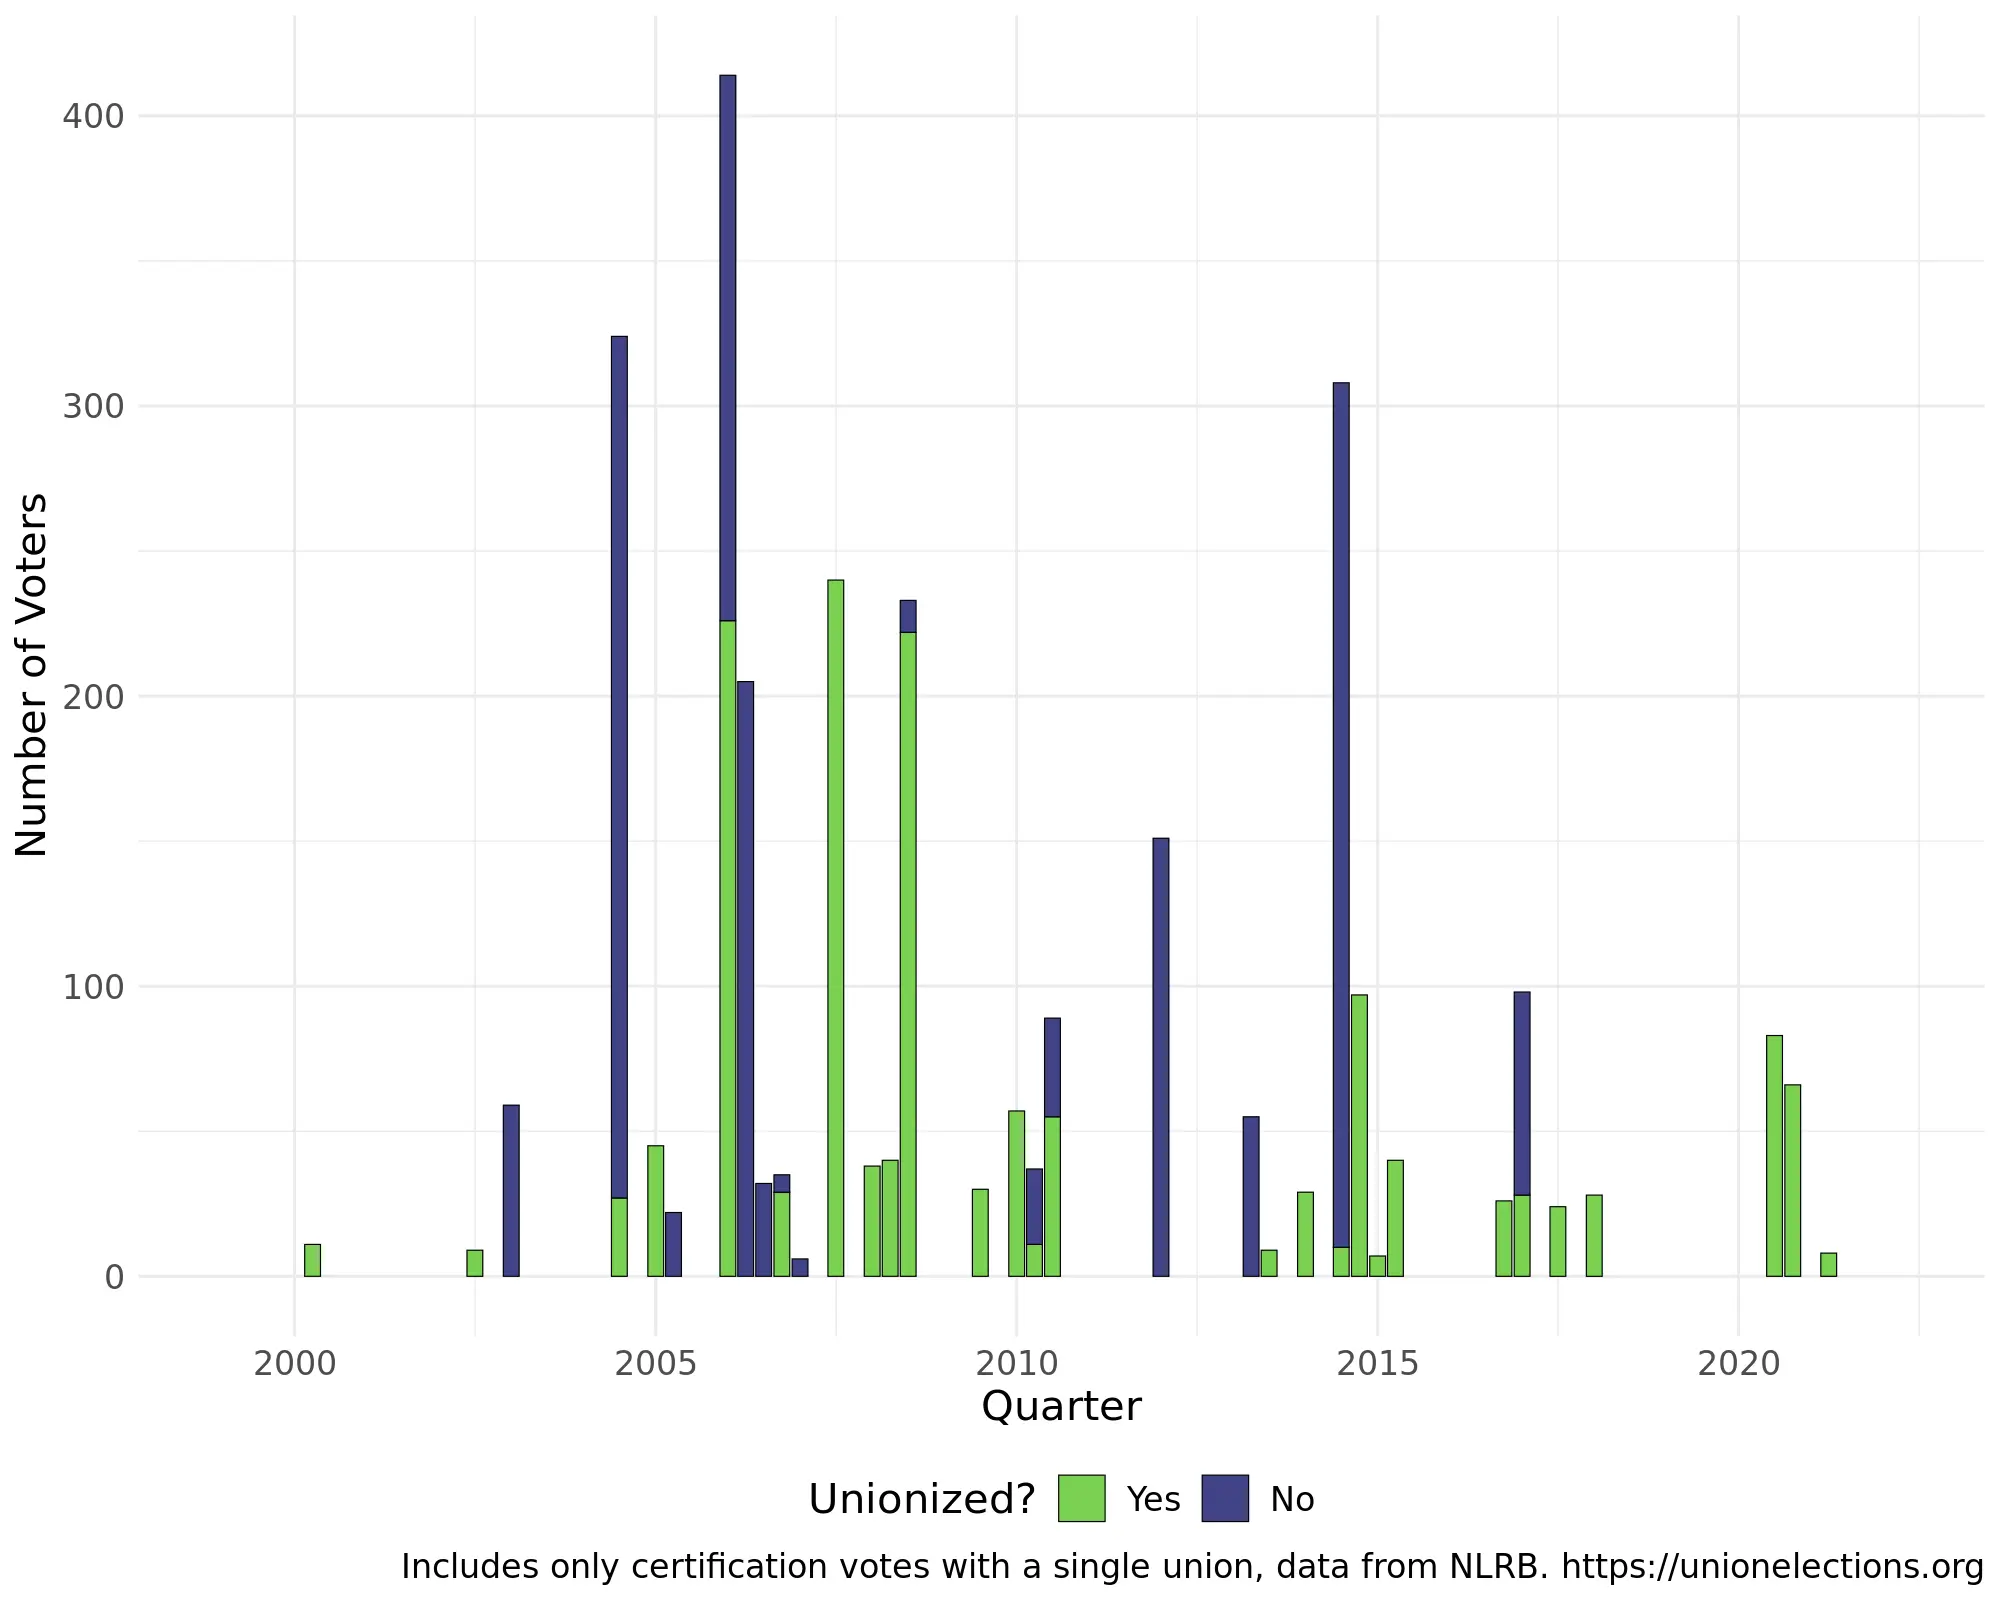 Number of Voters
400
300
200
100
0
2000 2005 2010 2015 2020
Quarter
Unionized? Yes No
Includes only certification votes with a single union, data from NLRB. https://unionelections.org